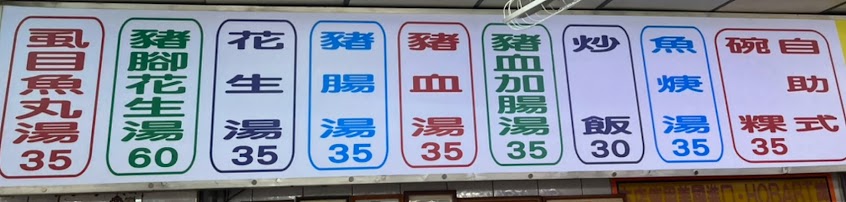 虱目魚丸湯 35
豬腳花生湯 60
花生湯 35
豬腸湯 35
豬血湯 35
豬血加腸湯 35
炒飯 30
魚焿湯 35
自助式
碗粿 35